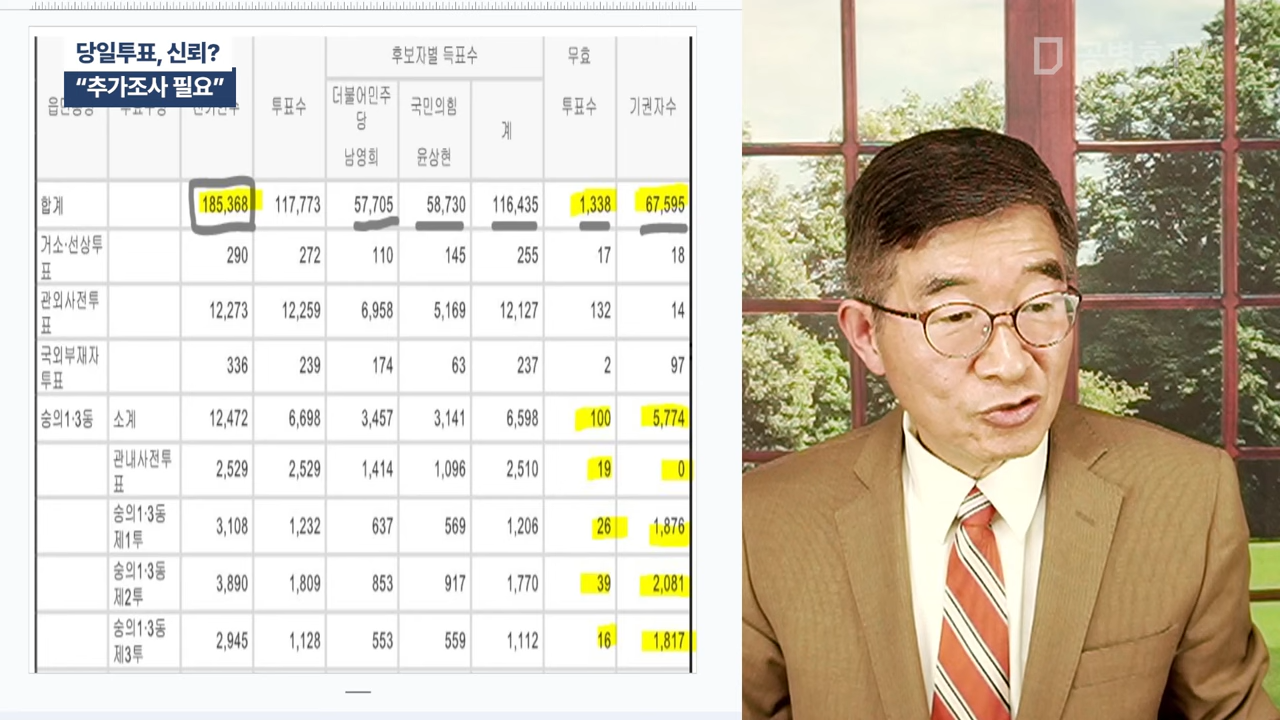 당일투표, 신뢰?
“추가조사 필요”
후보자별 득표수
무효
투표수
더불어민주
당
국민의힘
계
투표수
기권자수
남영희
윤상현
합계 185,368 117,773 57,705 58,730 116,435 1,338 67,595
거소·선상투
표 290 272 110 145 255 17 18
관외사전투
표 12,273 12,259 6,958 5,169 12,127 132 14
국외부재자
투표 336 239 174 63 237 2 97
숭의1·3동 소계 12,472 6,698 3,457 3,141 6,598 100 5,774
관내사전투
표 2,529 2,529 1,414 1,096 2,510 19 0
숭의1·3동
제1투 3,108 1,232 637 569 1,206 26 1,876
숭의1·3동
제2투 3,890 1,809 853 917 1,770 39 2,081
숭의1·3동
제3투 2,945 1,128 553 559 1,112 16 1,817